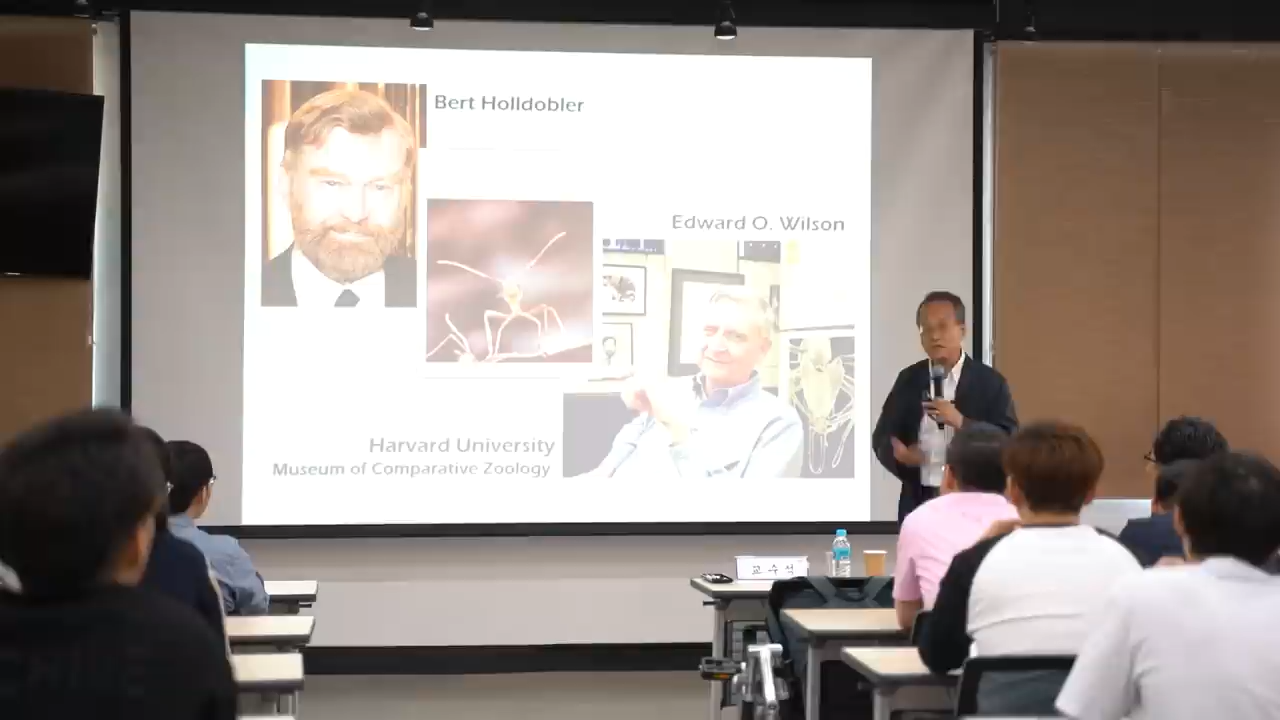 Bert Holldobler
Edward O. Wilson
Harvard University
Museum of Comparative Zoology
교 수 석